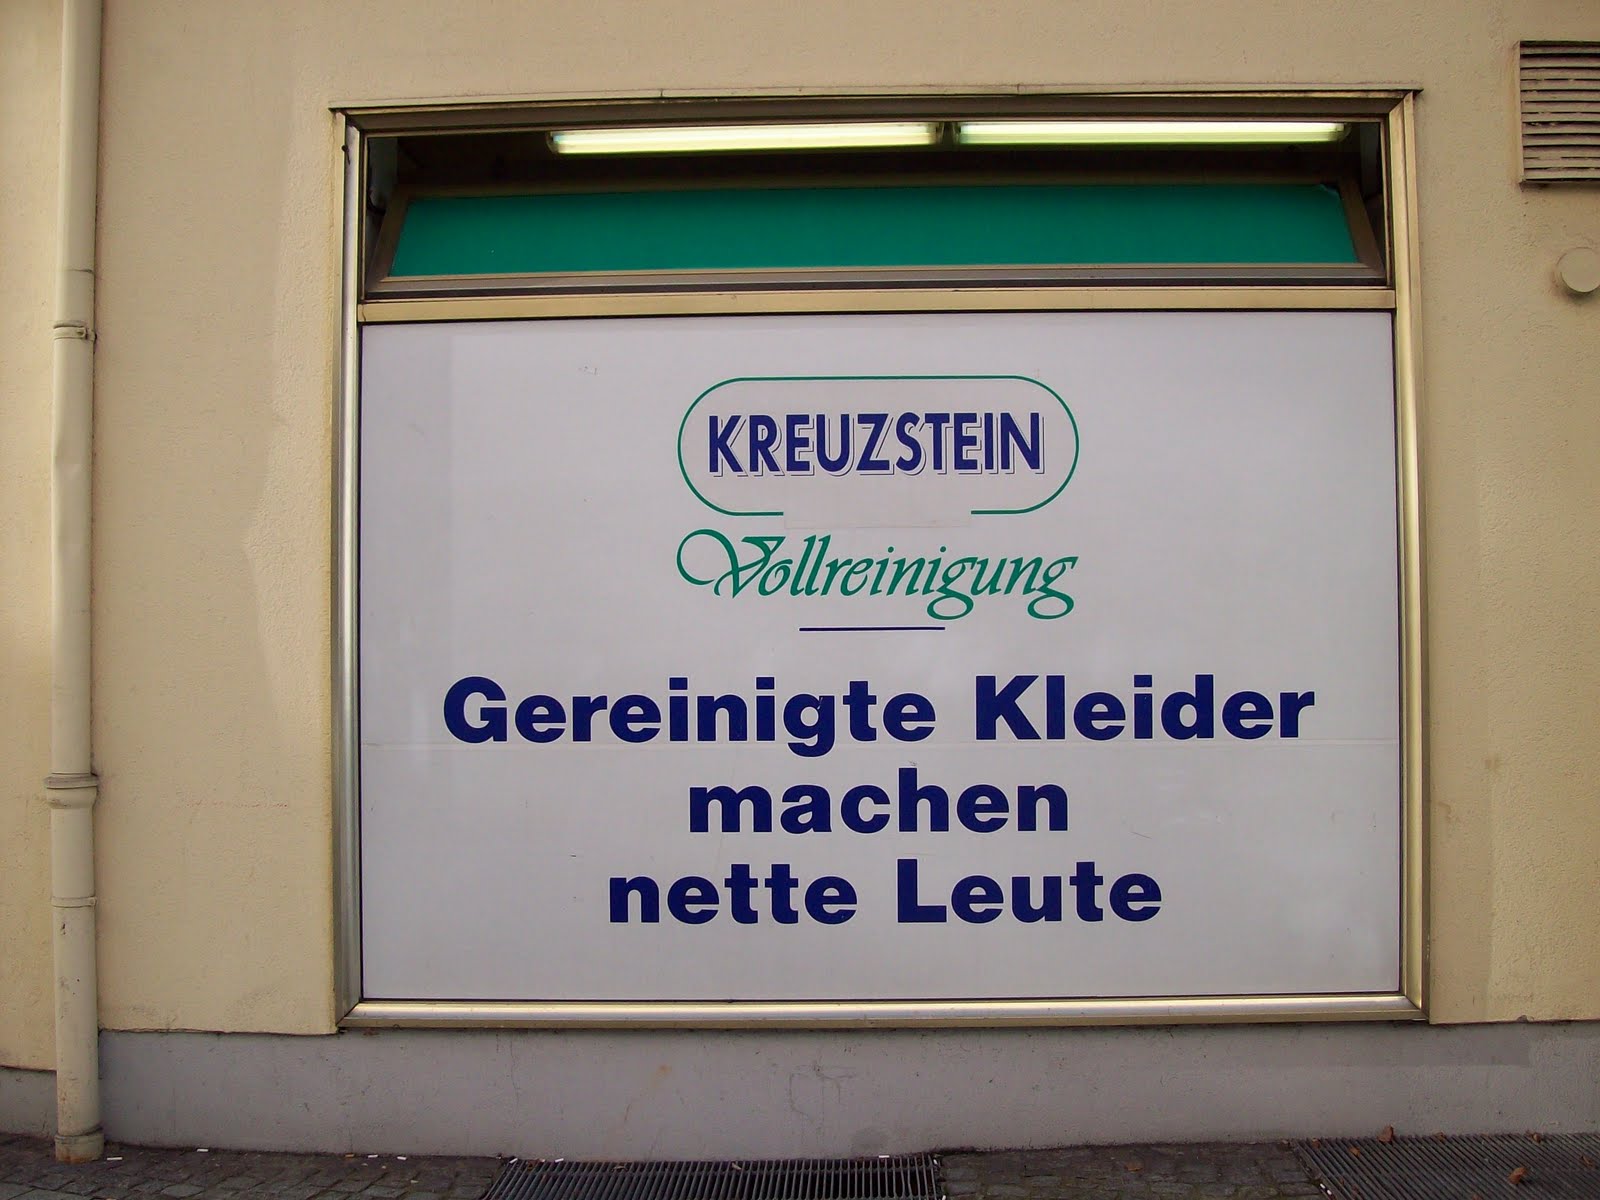 KREUZSTEIN
Vollreinigung
Gereinigte Kleider
machen
nette Leute